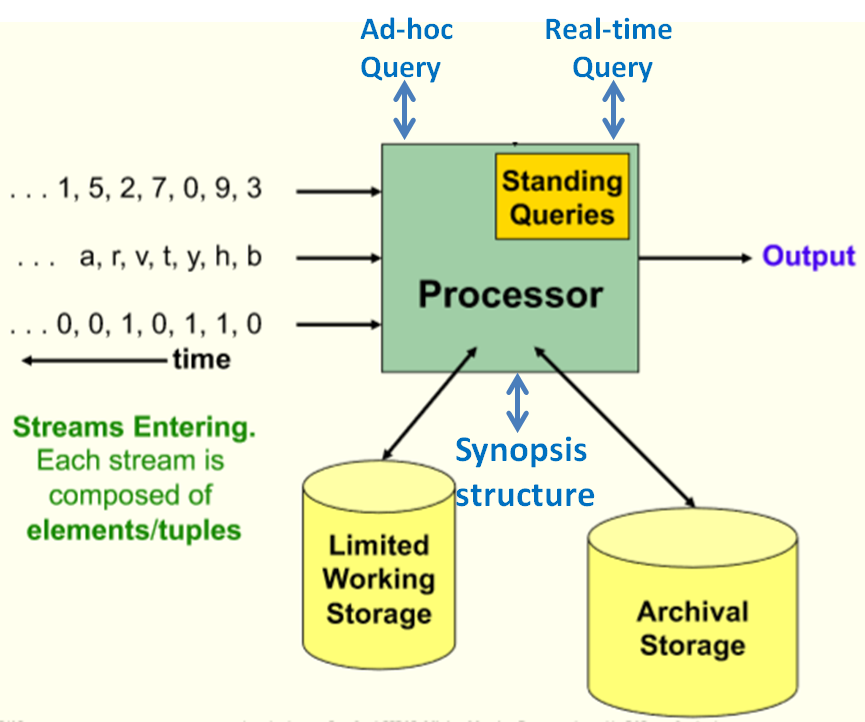 Ad-hoc
Query
Real-time
Query
Standing
Queries
. . . 1, 5, 2, 7, 0, 9, 3
. . . a, r, v, t, y, h, b
. . . 0, 0, 1, 0, 1, 1, 0
time
Processor
Output
Streams Entering.
Each stream is
composed of
elements/tuples
Synopsis
structure
Limited
Working
Storage
Archival
Storage